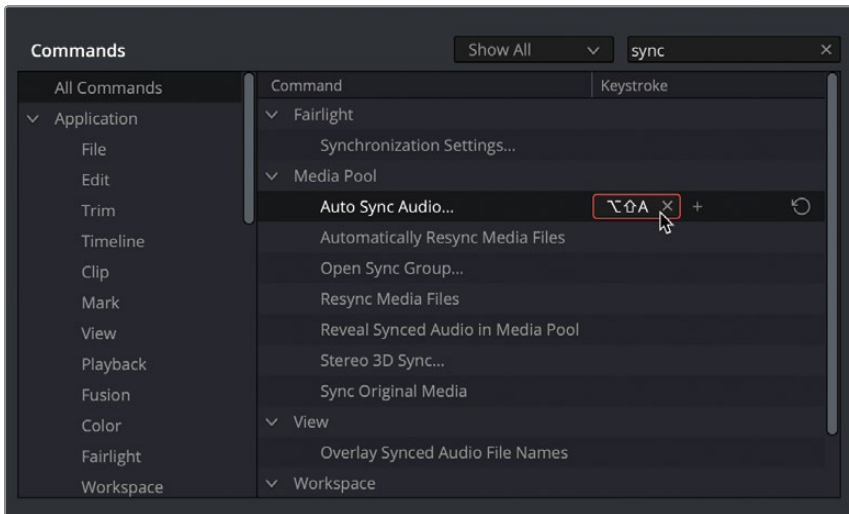 Commands
Show All
sync
All Commands
Application
File
Edit
Trim
Timeline
Clip
Mark
View
Playback
Fusion
Color
Fairlight
Workspace
Command Keystroke
Fairlight
Synchronization Settings...
Media Pool
Auto Sync Audio... ⌥⇧A
Automatically Resync Media Files
Open Sync Group...
Resync Media Files
Reveal Synced Audio in Media Pool
Stereo 3D Sync...
Sync Original Media
View
Overlay Synced Audio File Names
Workspace